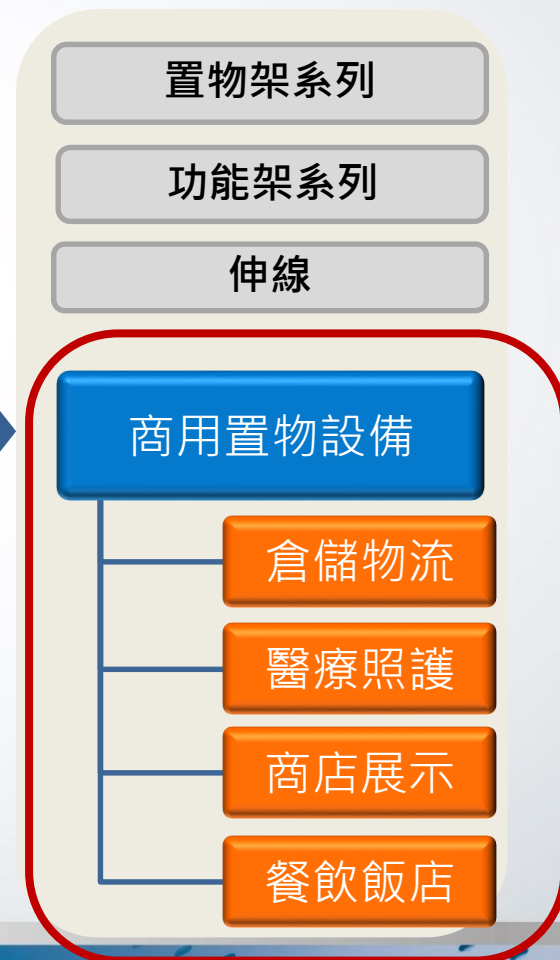 置物架系列
功能架系列
伸線
商用置物設備
倉儲物流
醫療照護
商店展示
餐飲飯店